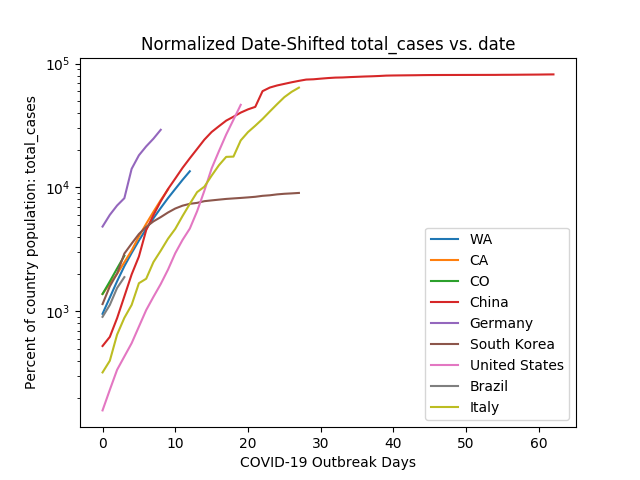 Normalized Date-Shifted total_cases vs. date
Percent of country population: total_cases
10^5
10^4
10^3
WA
CA
CO
China
Germany
South Korea
United States
Brazil
Italy
0 10 20 30 40 50 60
COVID-19 Outbreak Days